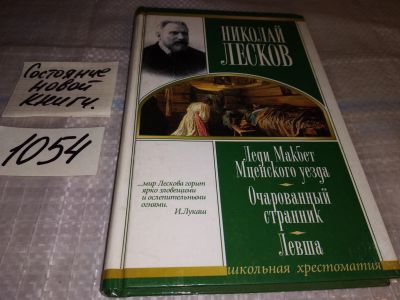 Состояние
новой
книги.
1054
НИКОЛАЙ
ЛЕСКОВ
Леди Макбет
Мценского уезда
Очарованный
странник
Левша
...мир Лескова горит
ярко зловещими
и ослепительными
огнями.
И.Лукаш
школьная хрестоматия